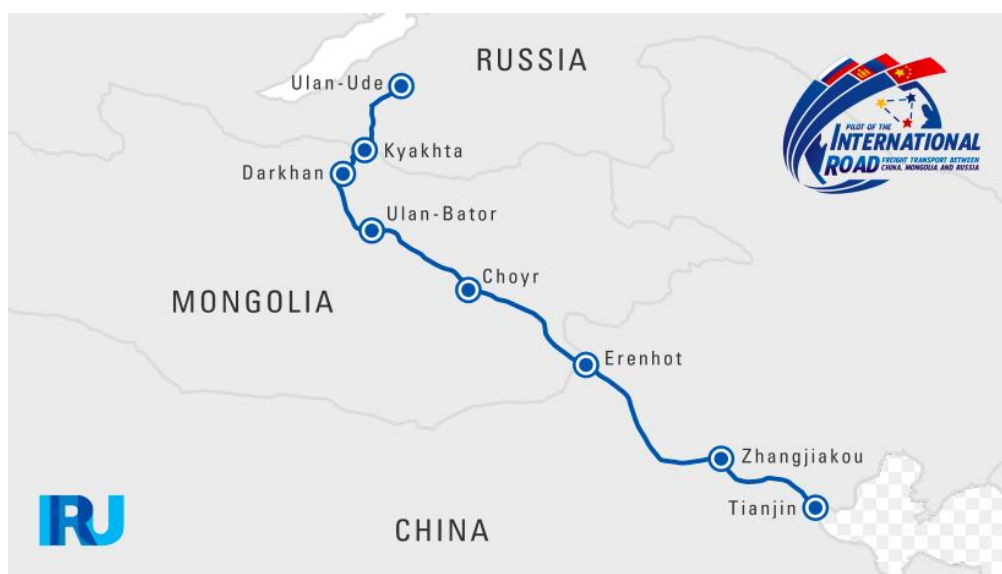 RUSSIA
Ulan-Ude
PILOT OF THE
INTERNATIONAL
ROAD FREIGHT TRANSPORT BETWEEN
CHINA, MONGOLIA AND RUSSIA
Kyakhta
Darkhan
Ulan-Bator
Choyr
MONGOLIA
Erenhot
Zhangjiakou
Tianjin
IRU
CHINA